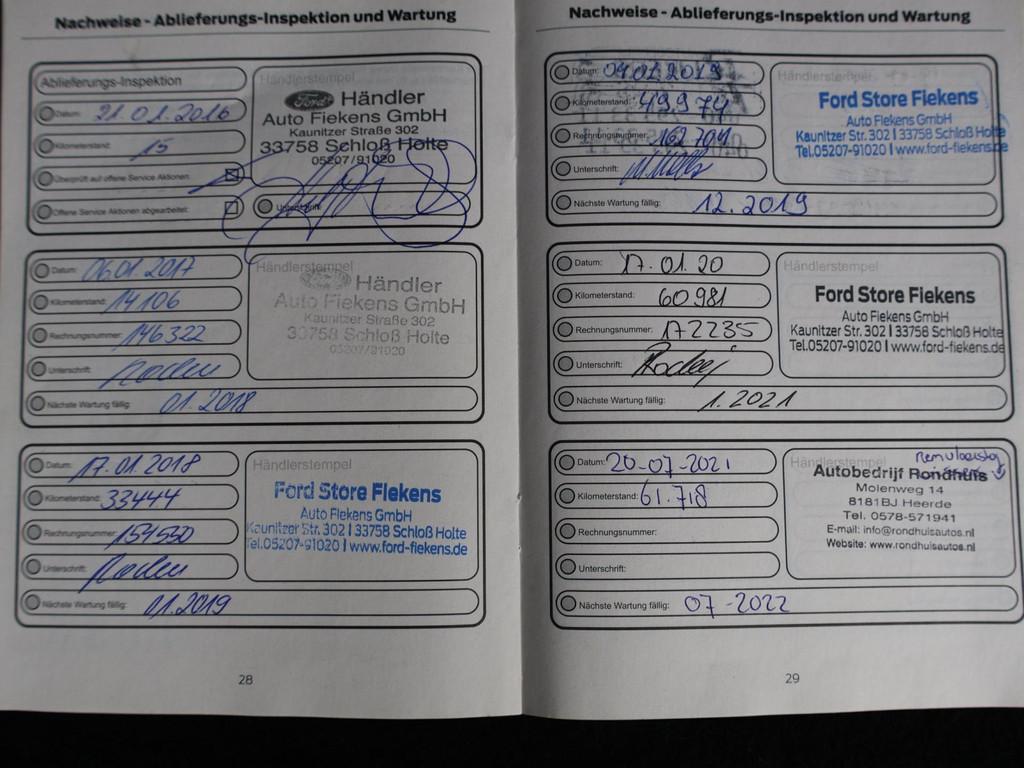 Nachweise - Ablieferungs-Inspektion und Wartung
Ablieferungs-Inspektion
Datum: 21.01.2016
Kilometerstand: 15
Überprüft auf offene Service Aktionen:
Offene Service Aktionen abgearbeitet:
Händlerstempel
Ford Händler
Auto Fiekens GmbH
Kaunitzer Straße 302
33758 Schloß Holte
05207/91020
Unterschrift:
Datum: 06.01.2017
Kilometerstand: 14106
Rechnungsnummer: 146322
Unterschrift:
Nächste Wartung fällig: 01.2018
Händlerstempel
Ford Händler
Auto Fiekens GmbH
Kaunitzer Straße 302
33758 Schloß Holte
05207/91020
Datum: 17.01.2018
Kilometerstand: 33444
Rechnungsnummer: 154550
Unterschrift:
Nächste Wartung fällig: 01.2019
Händlerstempel
Ford Store Fiekens
Auto Fiekens GmbH
Kaunitzer Str. 302 | 33758 Schloß Holte
Tel.05207-91020 | www.ford-fiekens.de
28
Nachweise - Ablieferungs-Inspektion und Wartung
Datum: 04.01.2019
Kilometerstand: 49974
Rechnungsnummer: 162704
Unterschrift:
Nächste Wartung fällig: 12.2019
Händlerstempel
Ford Store Fiekens
Auto Fiekens GmbH
Kaunitzer Str. 302 | 33758 Schloß Holte
Tel.05207-91020 | www.ford-fiekens.de
Datum: 17.01.20
Kilometerstand: 60981
Rechnungsnummer: 172235
Unterschrift:
Nächste Wartung fällig: 1.2021
Händlerstempel
Ford Store Fiekens
Auto Fiekens GmbH
Kaunitzer Str. 302 | 33758 Schloß Holte
Tel.05207-91020 | www.ford-fiekens.de
Datum: 20-07-2021
Kilometerstand: 61.718
Rechnungsnummer:
Unterschrift:
Nächste Wartung fällig: 07-2022
Händlerstempel
Autobedrijf Rondhuis
Molenweg 14
8181BJ Heerde
Tel. 0578-571941
E-mail: info@rondhuisautos.nl
Website: www.rondhuisautos.nl
29